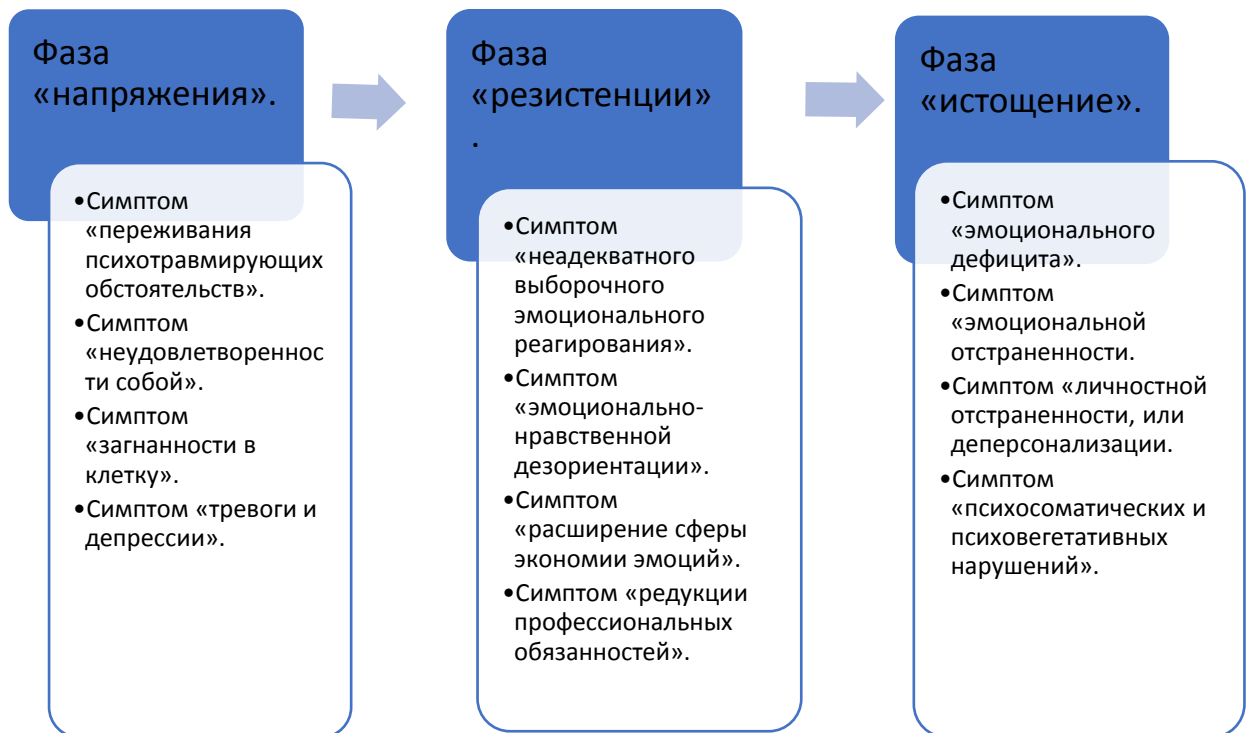 Фаза
«напряжения».
•Симптом
«переживания
психотравмирующих
обстоятельств».
•Симптом
«неудовлетвореннос
ти собой».
•Симптом
«загнанности в
клетку».
•Симптом «тревоги и
депрессии».
Фаза
«резистенции»
.
•Симптом
«неадекватного
выборочного
эмоционального
реагирования».
•Симптом
«эмоционально-
нравственной
дезориентации».
•Симптом
«расширение сферы
экономии эмоций».
•Симптом «редукции
профессиональных
обязанностей».
Фаза
«истощение».
•Симптом
«эмоционального
дефицита».
•Симптом
«эмоциональной
отстраненности.
•Симптом «личностной
отстраненности, или
деперсонализации.
•Симптом
«психосоматических и
психовегетативных
нарушений».